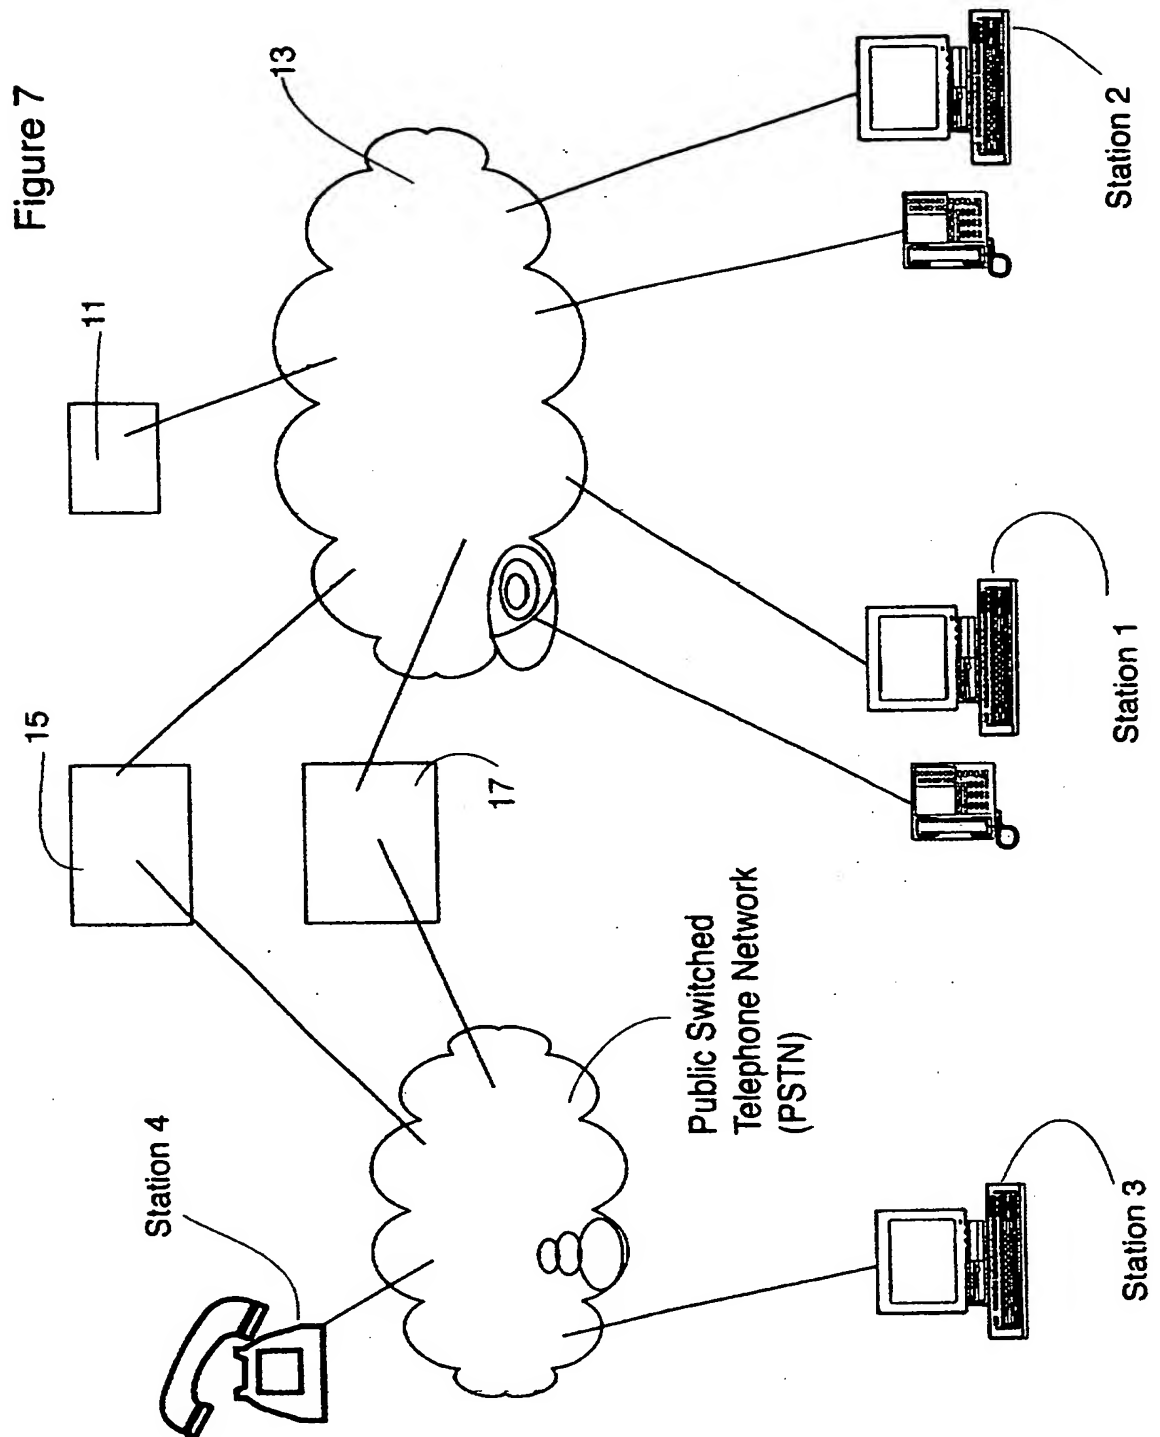 Figure 7
11
13
15
17
Station 4
Public Switched
Telephone Network
(PSTN)
Station 3
Station 1
Station 2